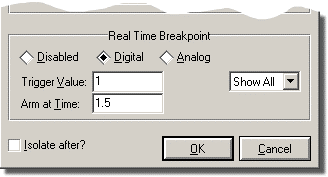 Real Time Breakpoint
Disabled Digital Analog
Trigger Value: 1 Show All
Arm at Time: 1.5
Isolate after? OK Cancel